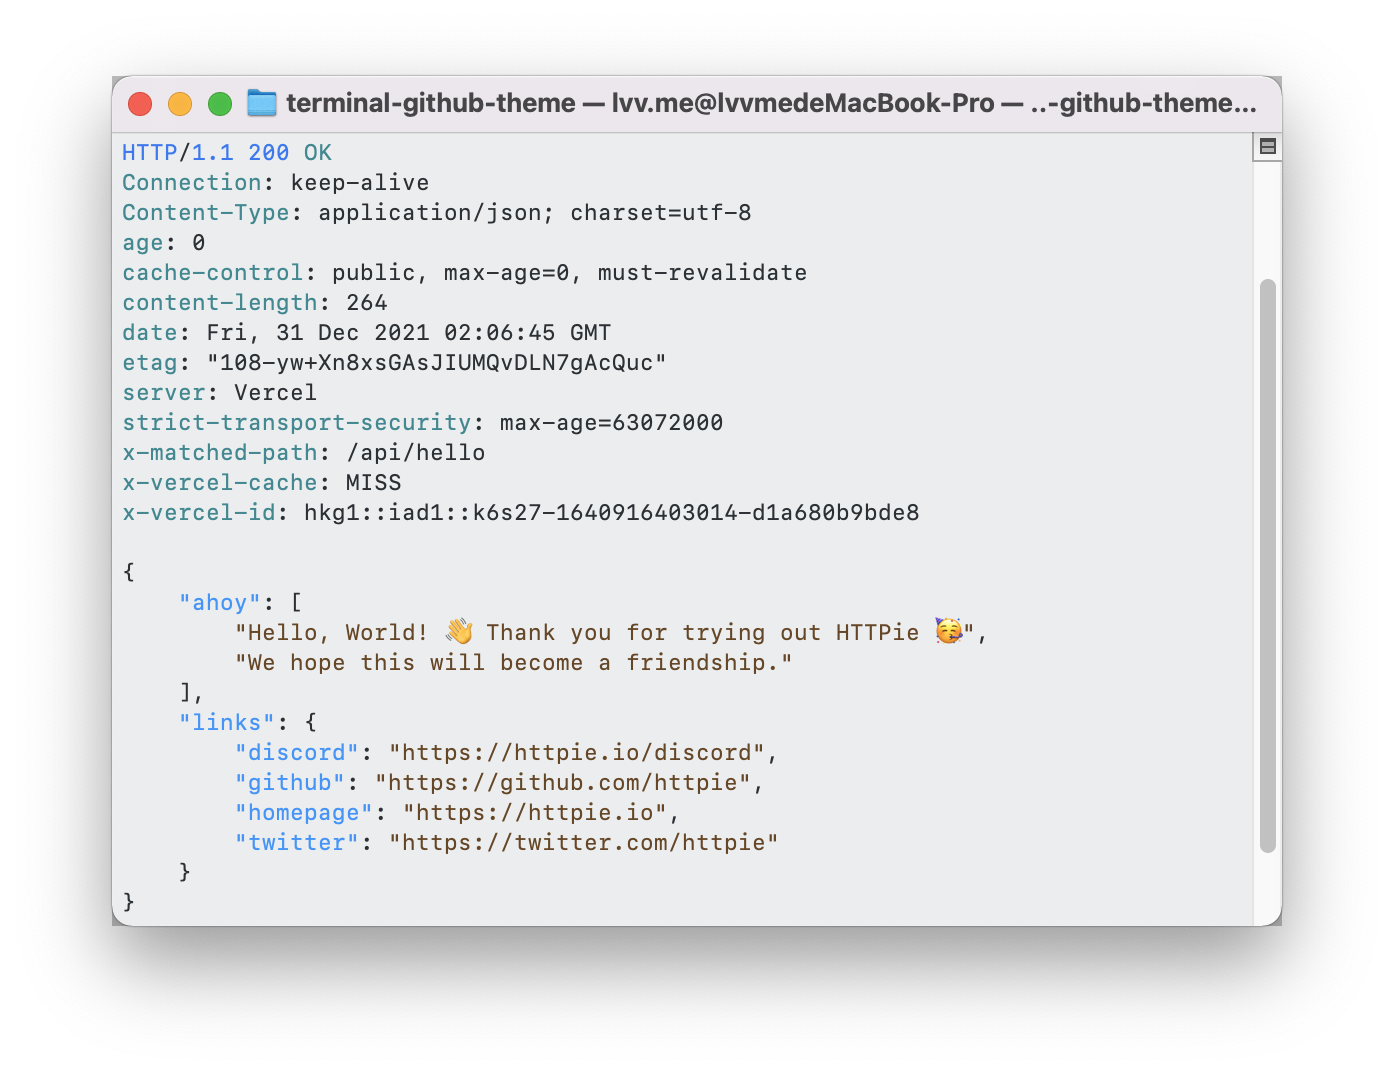 terminal-github-theme — lvv.me@lvvmedeMacBook-Pro — ..-github-theme...
HTTP/1.1 200 OK
Connection: keep-alive
Content-Type: application/json; charset=utf-8
age: 0
cache-control: public, max-age=0, must-revalidate
content-length: 264
date: Fri, 31 Dec 2021 02:06:45 GMT
etag: "108-yw+Xn8xsGAsJIUMQvDLN7gAcQuc"
server: Vercel
strict-transport-security: max-age=63072000
x-matched-path: /api/hello
x-vercel-cache: MISS
x-vercel-id: hkg1::iad1::k6s27-1640916403014-d1a680b9bde8

{
    "ahoy": [
        "Hello, World! 👋 Thank you for trying out HTTPie 🥳",
        "We hope this will become a friendship."
    ],
    "links": {
        "discord": "https://httpie.io/discord",
        "github": "https://github.com/httpie",
        "homepage": "https://httpie.io",
        "twitter": "https://twitter.com/httpie"
    }
}